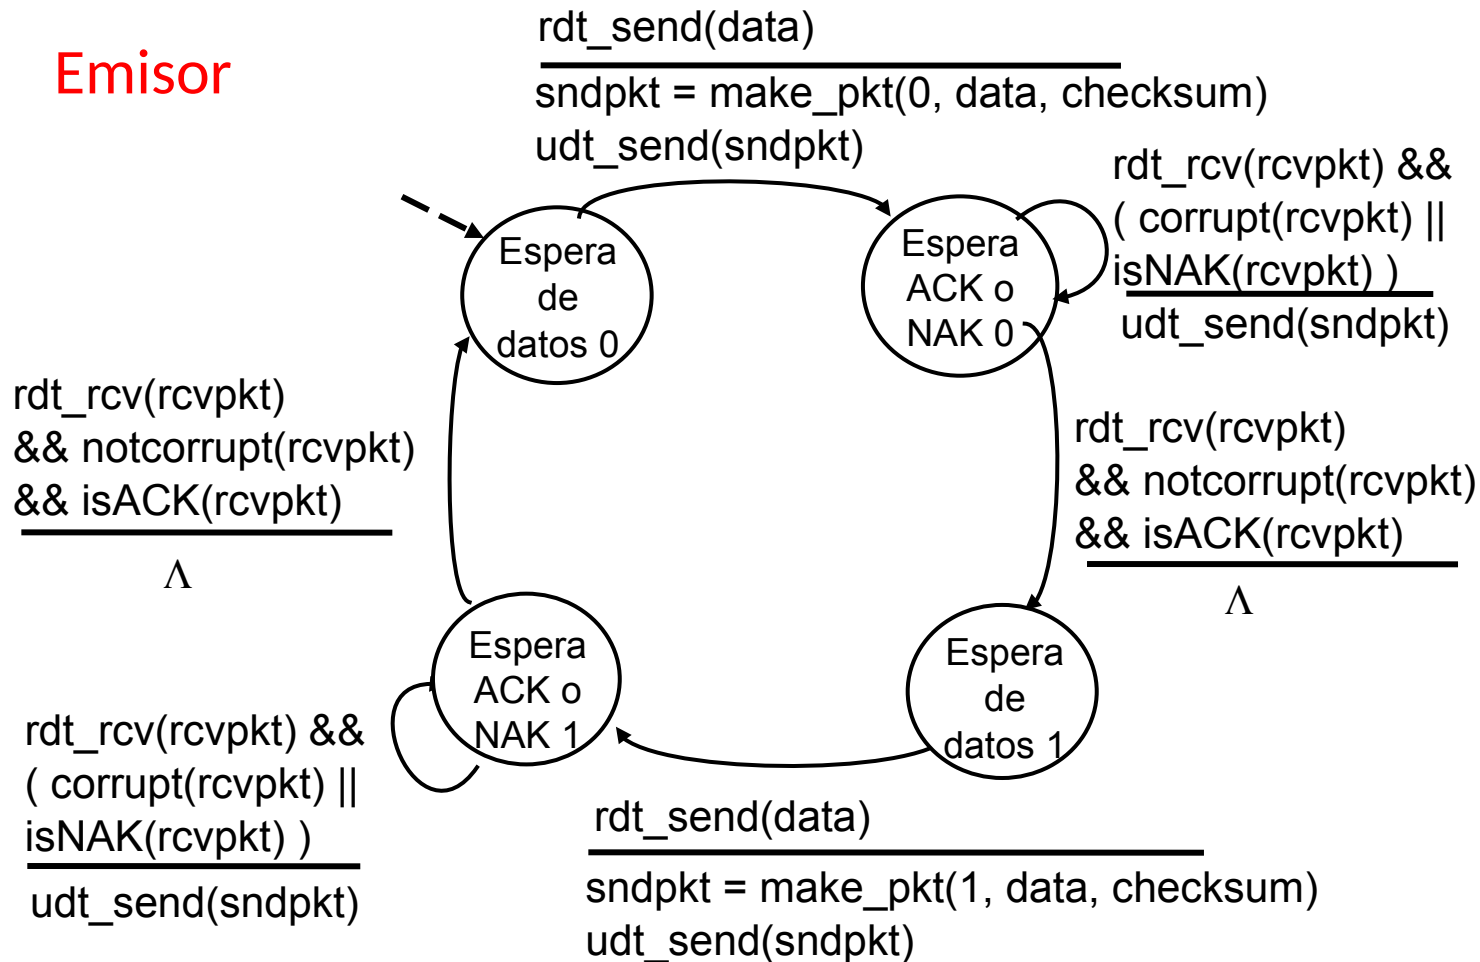 Emisor
rdt_send(data)
sndpkt = make_pkt(0, data, checksum)
udt_send(sndpkt)
rdt_rcv(rcvpkt) &&
( corrupt(rcvpkt) ||
isNAK(rcvpkt) )
udt_send(sndpkt)
Espera
de
datos 0
Espera
ACK o
NAK 0
rdt_rcv(rcvpkt)
&& notcorrupt(rcvpkt)
&& isACK(rcvpkt)
Λ
rdt_rcv(rcvpkt)
&& notcorrupt(rcvpkt)
&& isACK(rcvpkt)
Λ
Espera
ACK o
NAK 1
Espera
de
datos 1
rdt_rcv(rcvpkt) &&
( corrupt(rcvpkt) ||
isNAK(rcvpkt) )
udt_send(sndpkt)
rdt_send(data)
sndpkt = make_pkt(1, data, checksum)
udt_send(sndpkt)